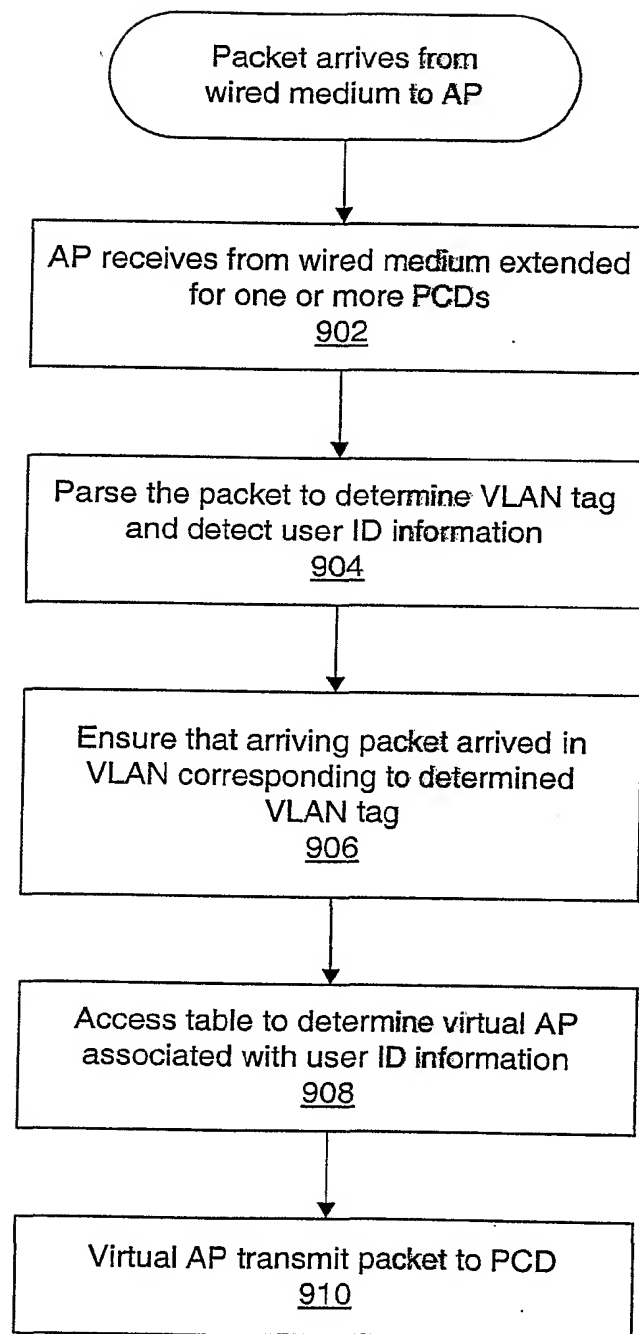 Packet arrives from
wired medium to AP
AP receives from wired medium extended
for one or more PCDs
902
Parse the packet to determine VLAN tag
and detect user ID information
904
Ensure that arriving packet arrived in
VLAN corresponding to determined
VLAN tag
906
Access table to determine virtual AP
associated with user ID information
908
Virtual AP transmit packet to PCD
910